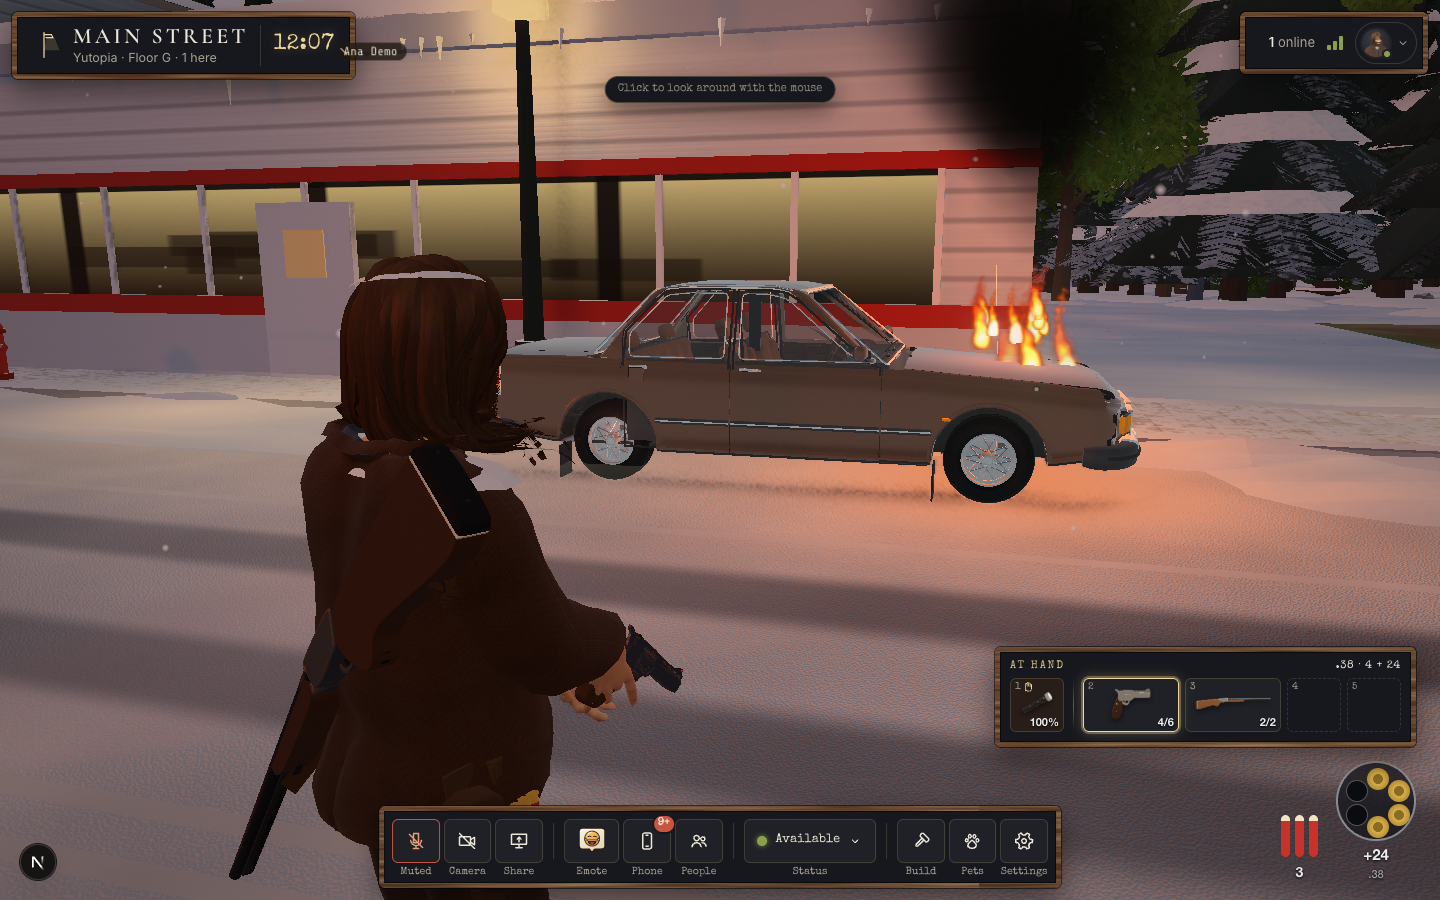 MAIN STREET
Yutopia · Floor G · 1 here
12:07
Ana Demo
Click to look around with the mouse
1 online
AT HAND
.38 · 4 + 24
1
100%
2
4/6
3
2/2
4
5
3
+24
.38
9+
Available
Muted
Camera
Share
Emote
Phone
People
Status
Build
Pets
Settings
N